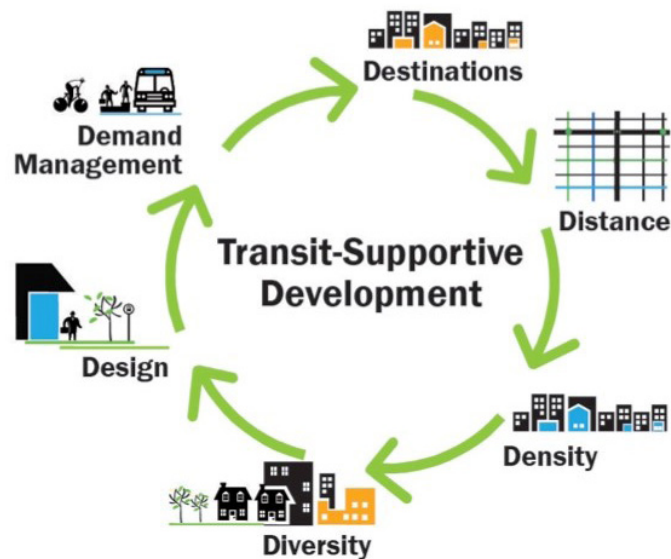 Destinations
Distance
Density
Diversity
Design
Demand
Management
Transit-Supportive
Development